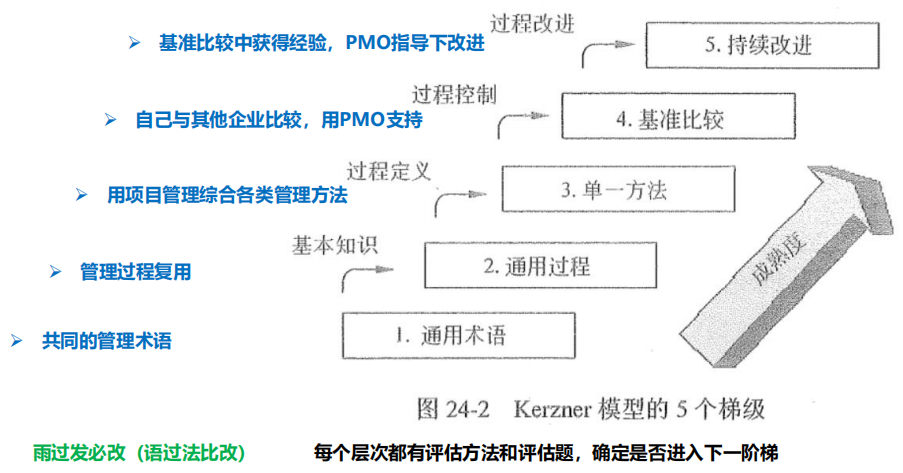 过程改进
➢ 基准比较中获得经验，PMO指导下改进
5. 持续改进
过程控制
➢ 自己与其他企业比较，用PMO支持
4. 基准比较
过程定义
➢ 用项目管理综合各类管理方法
3. 单一方法
基本知识
➢ 管理过程复用
2. 通用过程
➢ 共同的管理术语
1. 通用术语
成熟度
图 24-2 Kerzner 模型的 5 个梯级
雨过发必改（语过法比改） 每个层次都有评估方法和评估题，确定是否进入下一阶梯